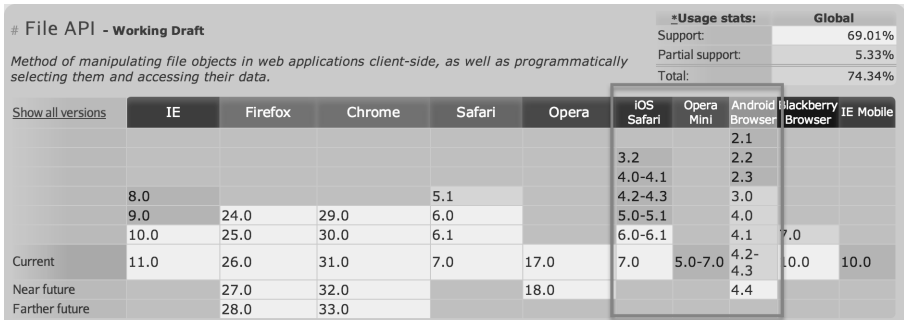 # File API - Working Draft
*Usage stats: Global
Support: 69.01%
Partial support: 5.33%
Total: 74.34%
Method of manipulating file objects in web applications client-side, as well as programmatically
selecting them and accessing their data.
Show all versions IE Firefox Chrome Safari Opera iOS Safari Opera Mini Android Browser Blackberry Browser IE Mobile
2.1
3.2 2.2
4.0-4.1 2.3
8.0 5.1 4.2-4.3 3.0
9.0 24.0 29.0 6.0 5.0-5.1 4.0
10.0 25.0 30.0 6.1 6.0-6.1 4.1 7.0
Current 11.0 26.0 31.0 7.0 17.0 7.0 5.0-7.0 4.2-4.3 10.0 10.0
Near future 27.0 32.0 18.0 4.4
Farther future 28.0 33.0